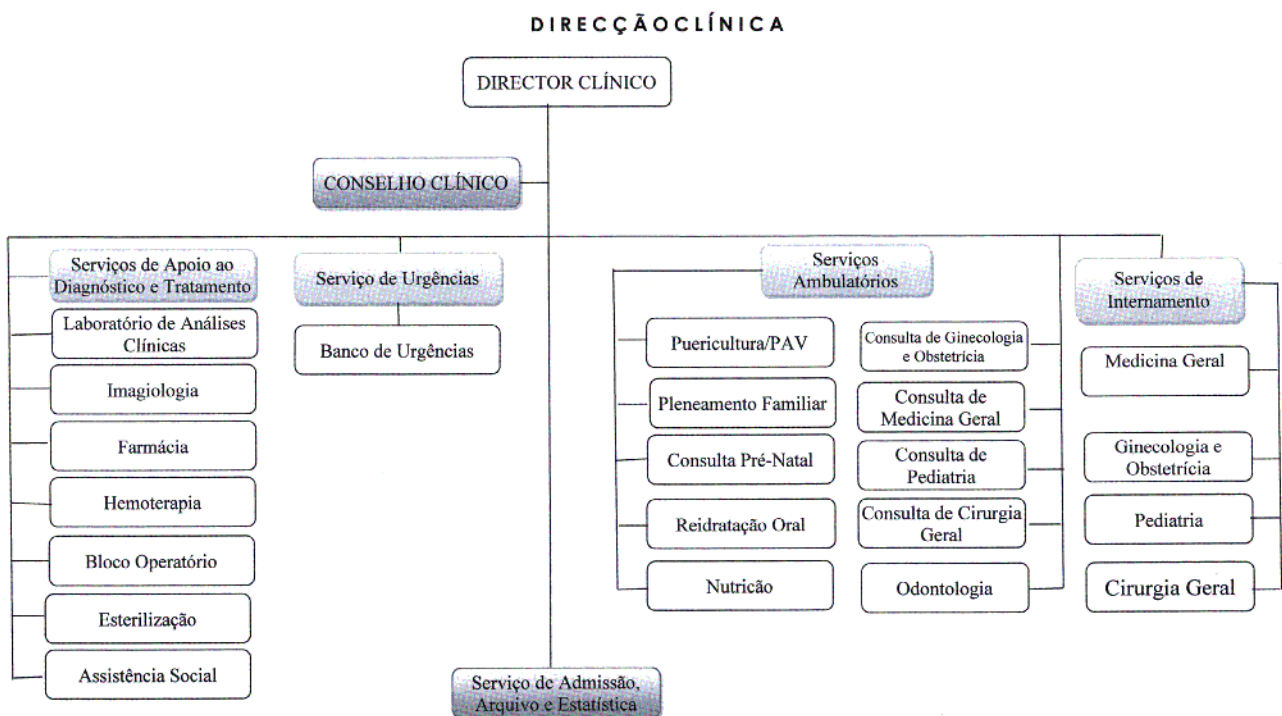 DIRECÇÃOCLÍNICA
DIRECTOR CLÍNICO
CONSELHO CLÍNICO
Serviços de Apoio ao
Diagnóstico e Tratamento
Laboratório de Análises
Clínicas
Imagiologia
Farmácia
Hemoterapia
Bloco Operatório
Esterilização
Assistência Social
Serviço de Urgências
Banco de Urgências
Serviços
Ambulatórios
Puericultura/PAV
Pleneamento Familiar
Consulta Pré-Natal
Reidratação Oral
Nutricão
Consulta de Ginecologia
e Obstetrícia
Consulta de
Medicina Geral
Consulta de
Pediatria
Consulta de Cirurgia
Geral
Odontologia
Serviços de
Internamento
Medicina Geral
Ginecologia e
Obstetrícia
Pediatria
Cirurgia Geral
Serviço de Admissão,
Arquivo e Estatística